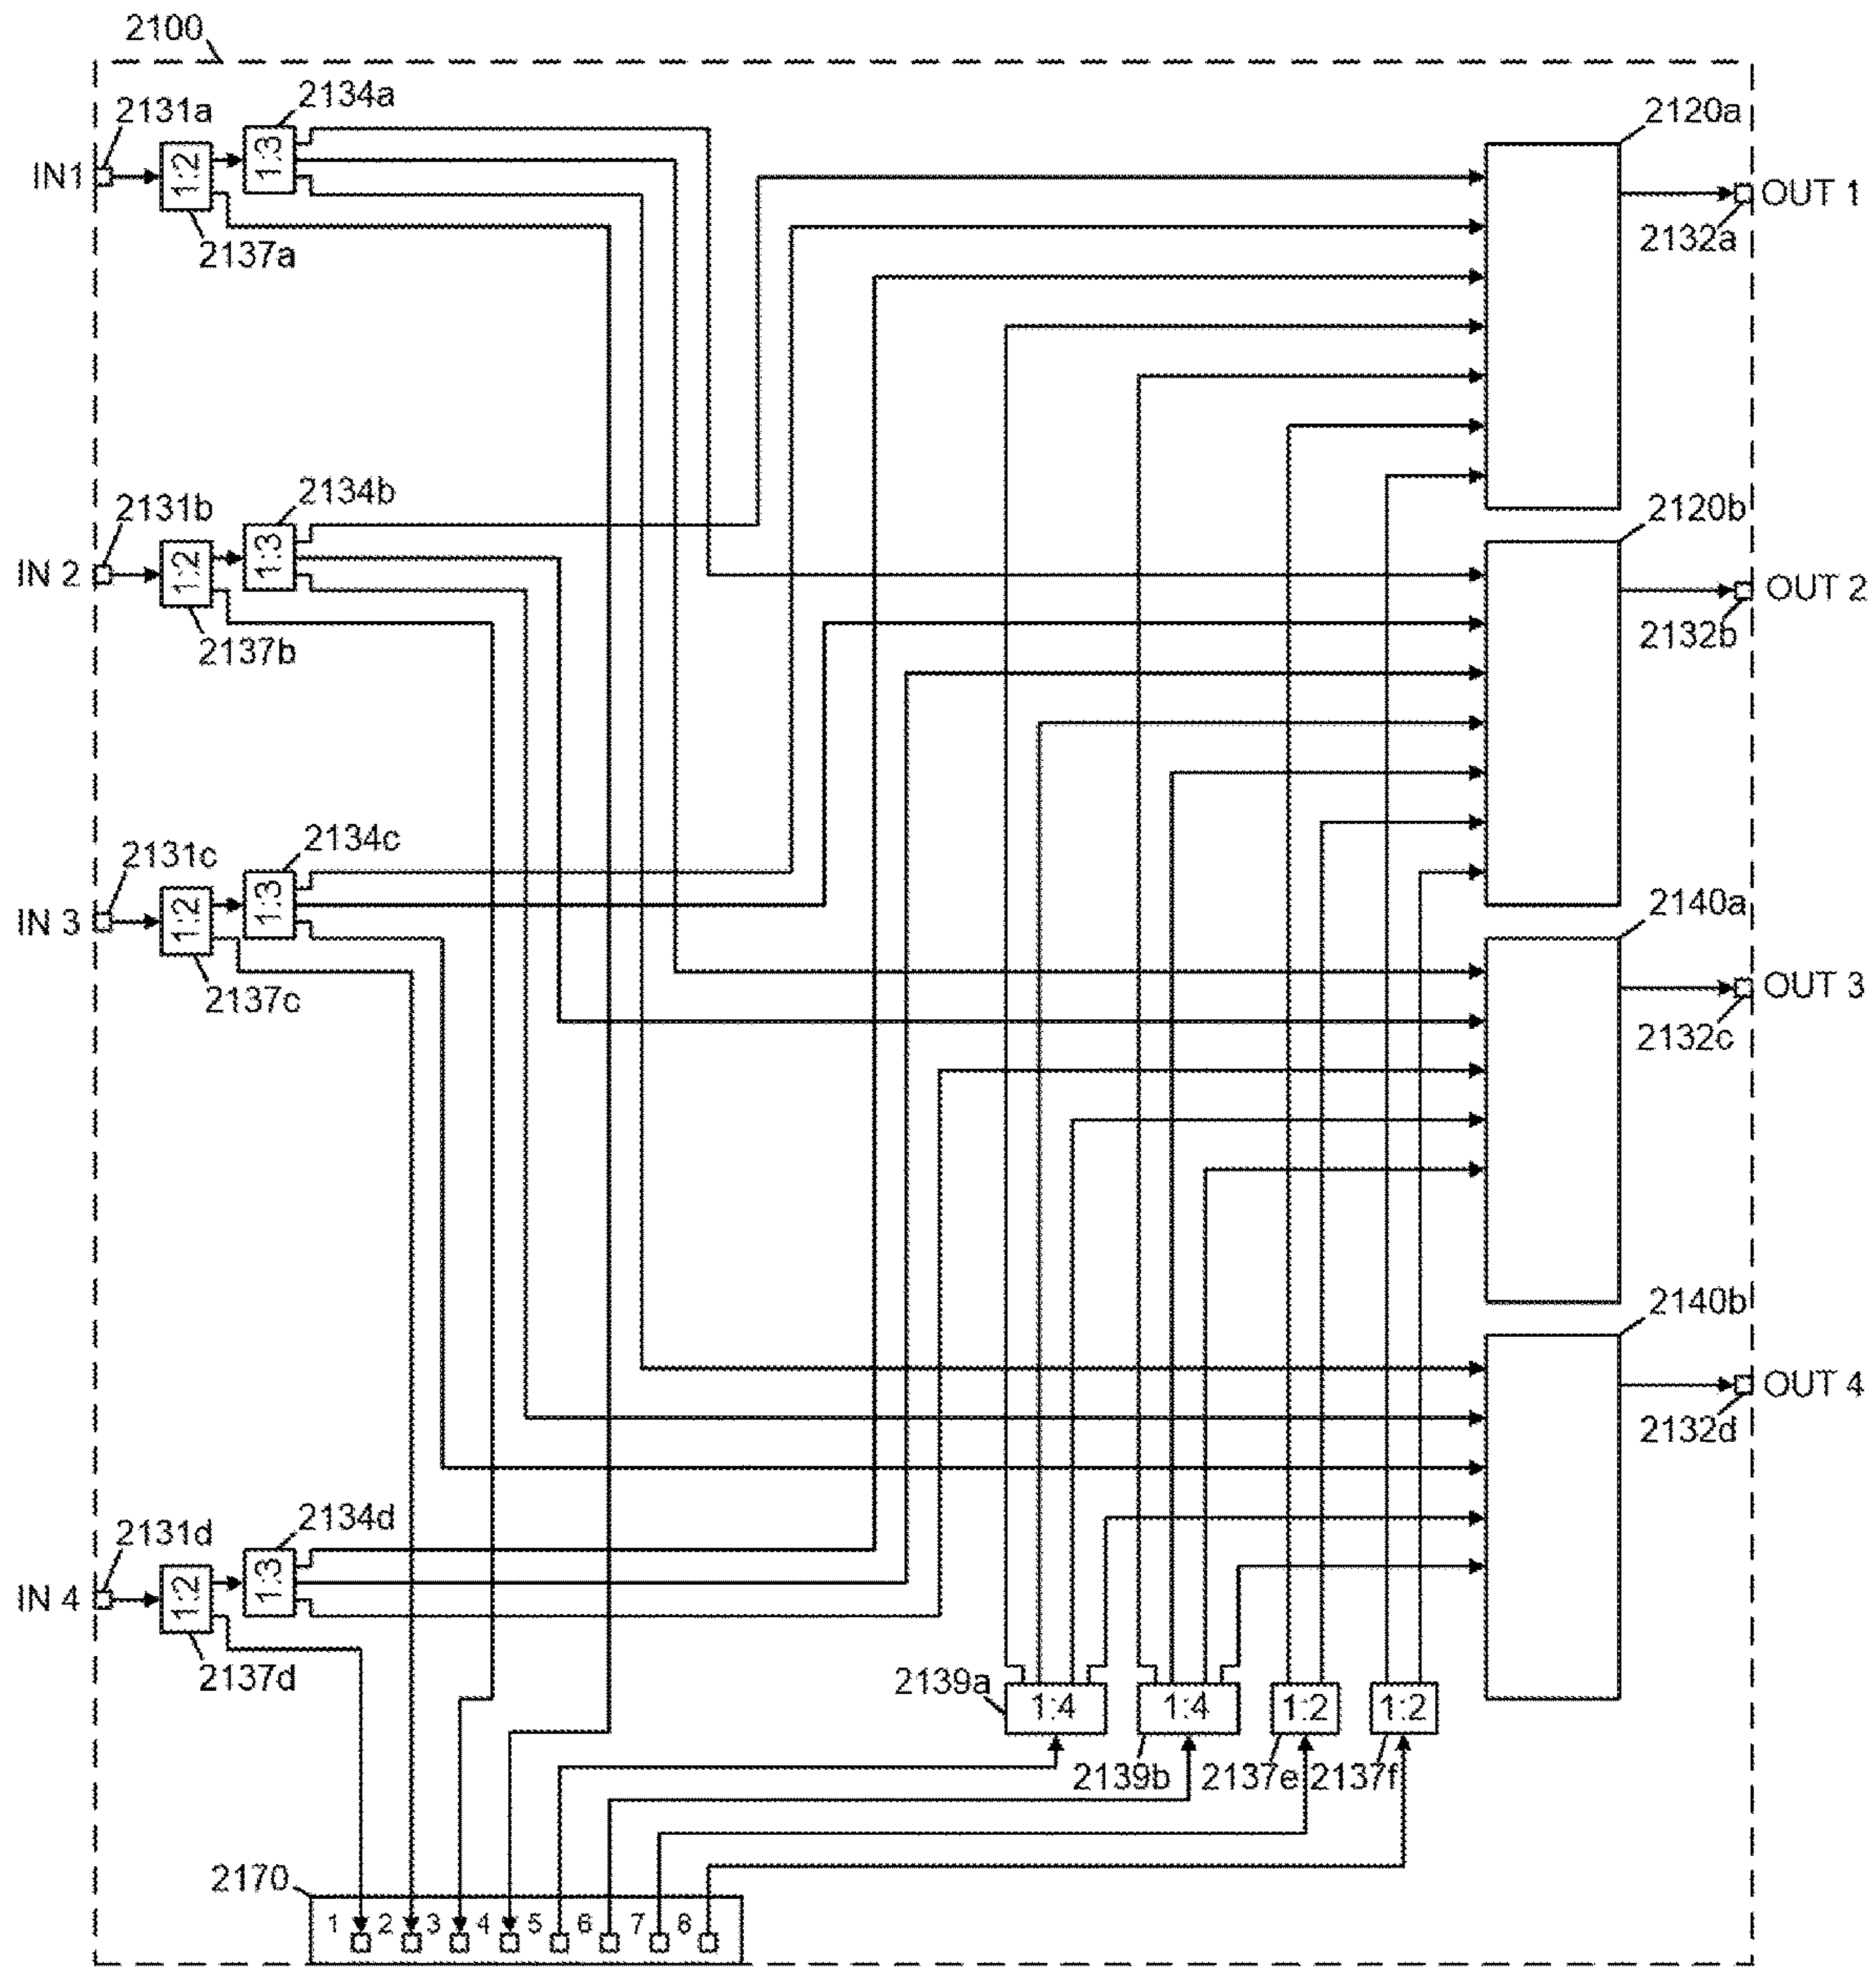 2100
2134a
2131a
1:3
2120a
IN1
1:2
OUT 1
2132a
2137a
2134b
2131b
2120b
1:3
IN 2
1:2
OUT 2
2132b
2137b
2134c
2131c
1:3
2140a
IN 3
1:2
OUT 3
2137c
2132c
2140b
OUT 4
2132d
2134d
2131d
1:3
IN 4
1:2
2137d
2139a
1:4
1:4
1:2
1:2
2139b
2137e
2137f
2170
1 2 3 4 5 6 7 8